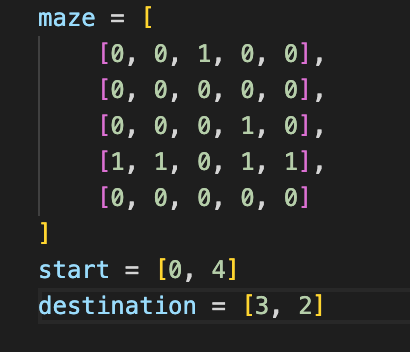 maze = [
    [0, 0, 1, 0, 0],
    [0, 0, 0, 0, 0],
    [0, 0, 0, 1, 0],
    [1, 1, 0, 1, 1],
    [0, 0, 0, 0, 0]
]
start = [0, 4]
destination = [3, 2]